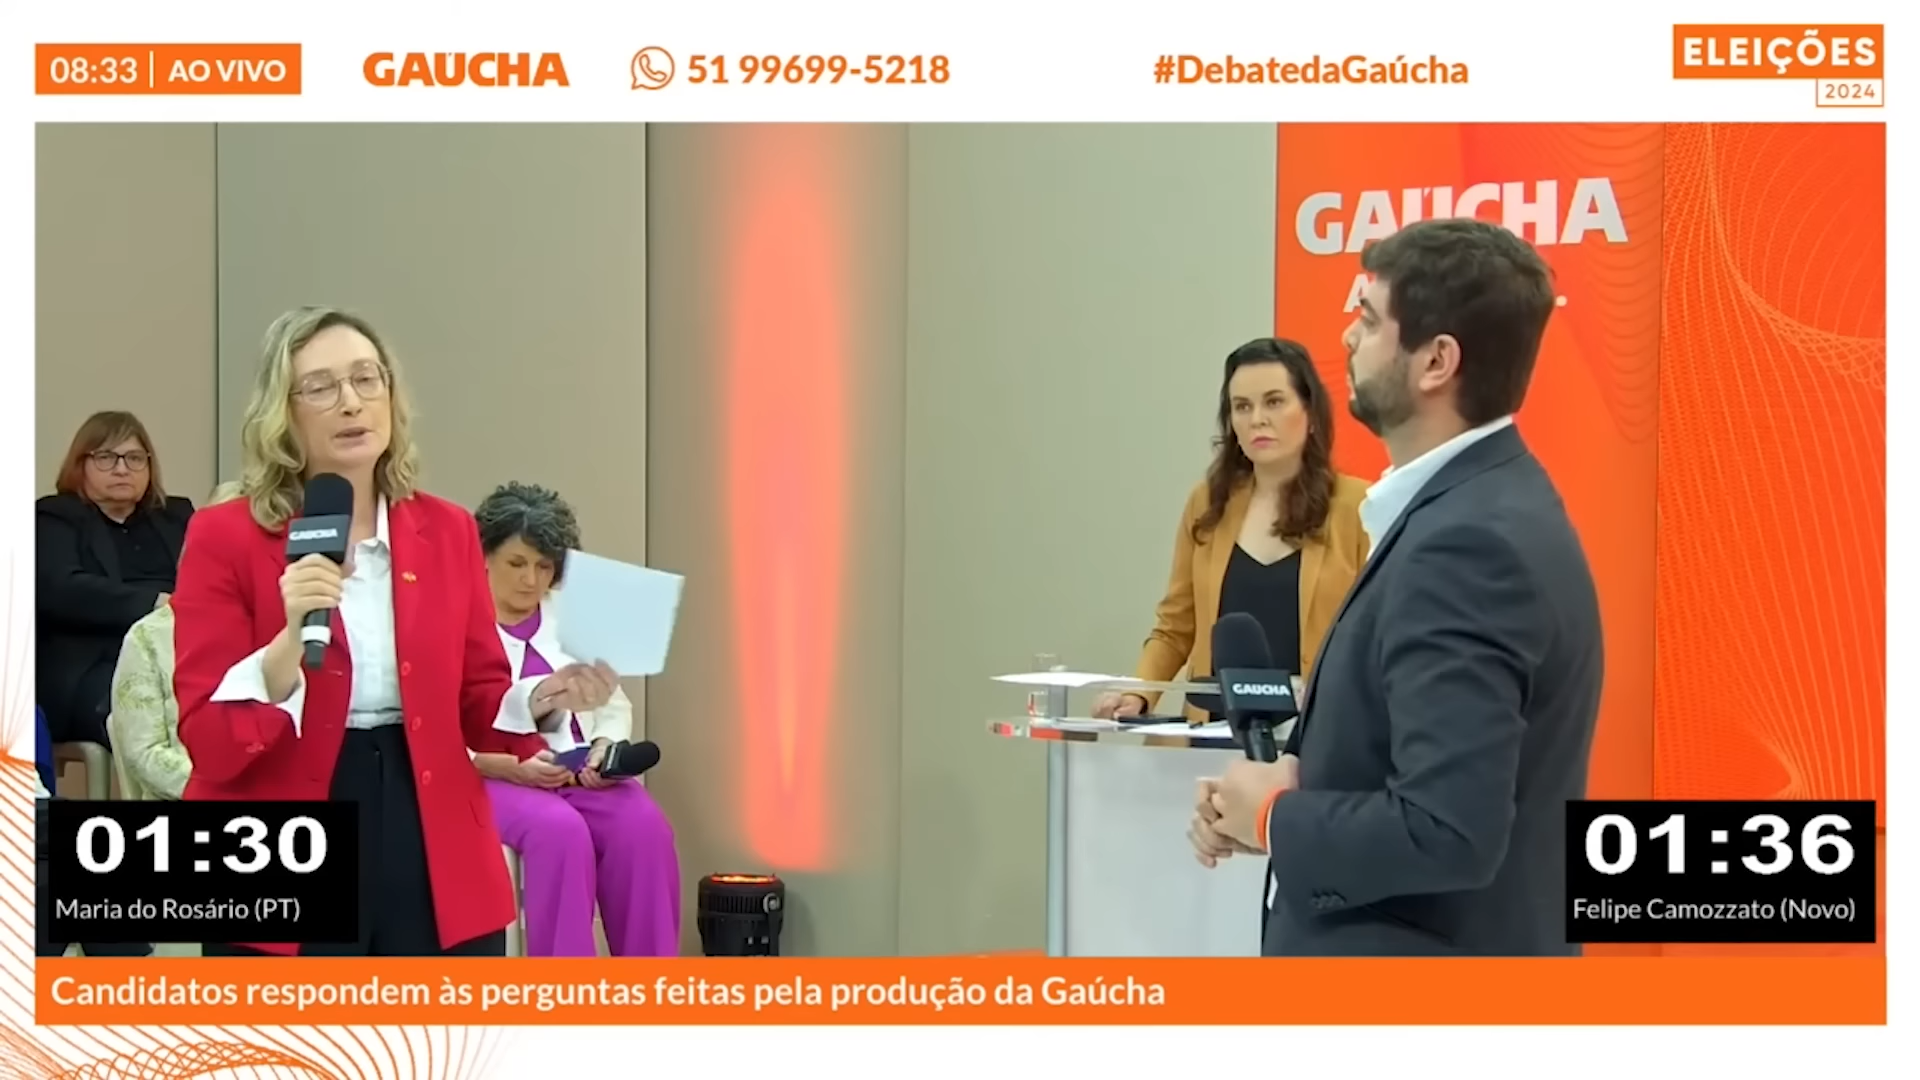 08:33 | AO VIVO
GAÚCHA
51 99699-5218
#DebatedaGaúcha
ELEIÇÕES
2024
GAÚCHA
GAÚCHA
GAÚCHA
01:30
Maria do Rosário (PT)
01:36
Felipe Camozzato (Novo)
Candidatos respondem às perguntas feitas pela produção da Gaúcha